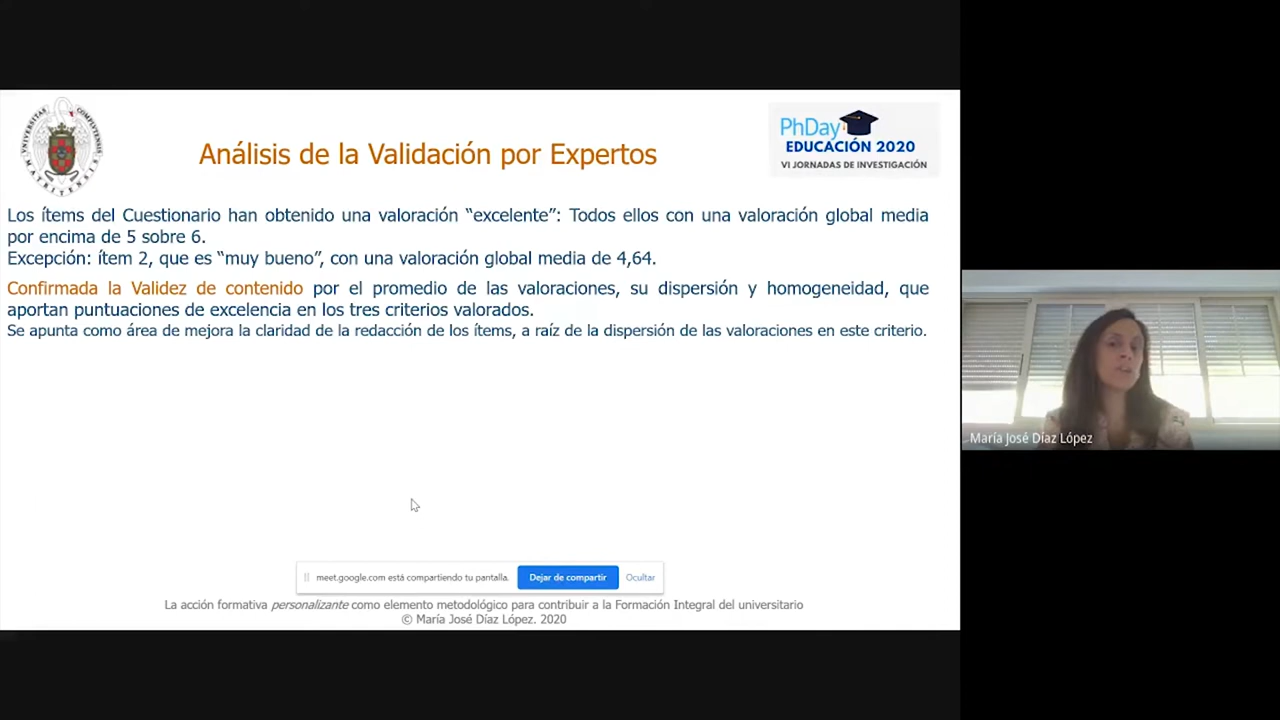 UNIVERSITAS COMPLUTENSIS MATRITENSIS
PhDay
EDUCACIÓN 2020
VI JORNADAS DE INVESTIGACIÓN
Análisis de la Validación por Expertos
Los ítems del Cuestionario han obtenido una valoración “excelente”: Todos ellos con una valoración global media
por encima de 5 sobre 6.
Excepción: ítem 2, que es “muy bueno”, con una valoración global media de 4,64.
Confirmada la Validez de contenido por el promedio de las valoraciones, su dispersión y homogeneidad, que
aportan puntuaciones de excelencia en los tres criterios valorados.
Se apunta como área de mejora la claridad de la redacción de los ítems, a raíz de la dispersión de las valoraciones en este criterio.
María José Díaz López
meet.google.com está compartiendo tu pantalla.
Dejar de compartir
Ocultar
La acción formativa personalizante como elemento metodológico para contribuir a la Formación Integral del universitario
© María José Díaz López. 2020